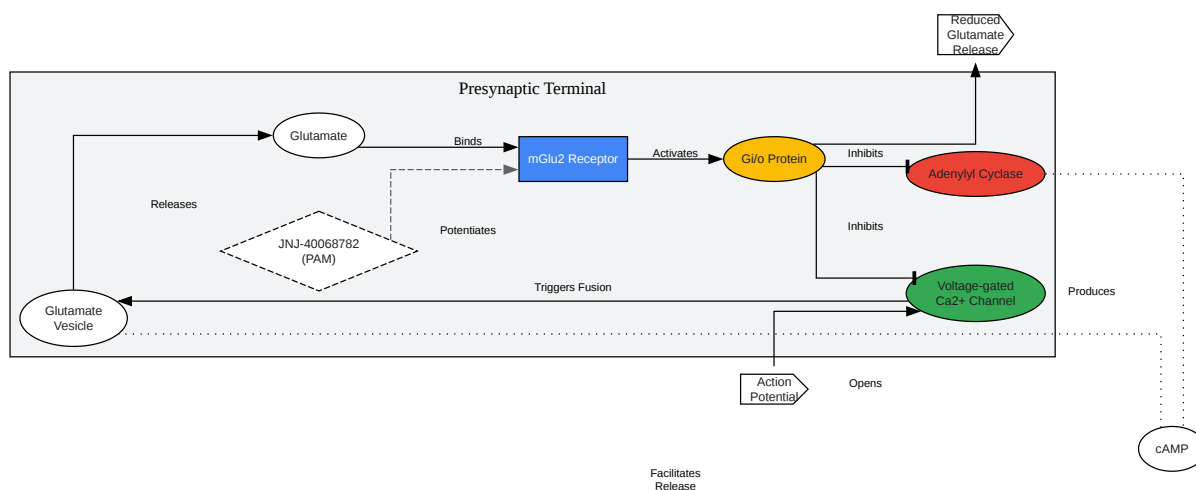 Reduced
Glutamate
Release
Presynaptic Terminal
Glutamate
Binds
mGlu2 Receptor
Activates
Gi/o Protein
Inhibits
Adenylyl Cyclase
Releases
JNJ-40068782
(PAM)
Potentiates
Inhibits
Glutamate
Vesicle
Triggers Fusion
Voltage-gated
Ca2+ Channel
Produces
Action
Potential
Opens
cAMP
Facilitates
Release